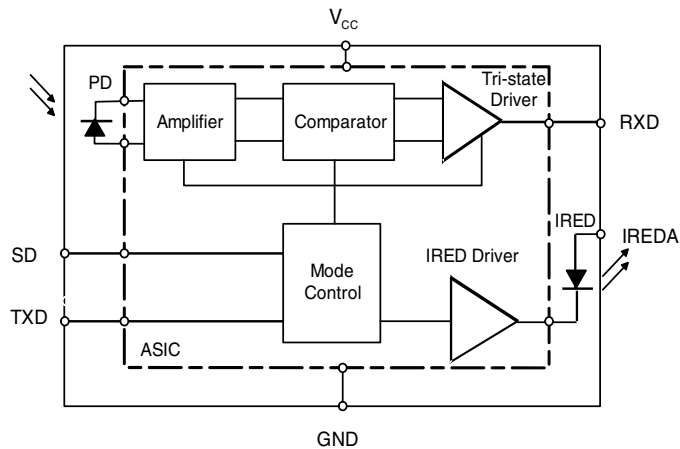 VCC
PD
Tri-state
Driver
Amplifier
Comparator
RXD
IRED
IREDA
SD
IRED Driver
Mode
Control
TXD
ASIC
GND